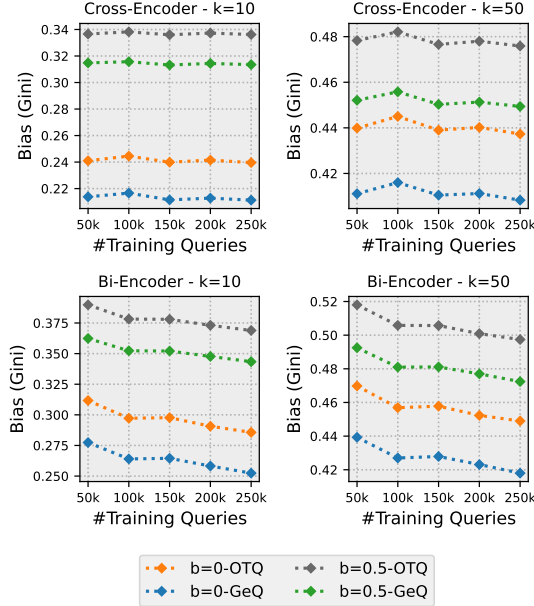 Cross-Encoder - k=10
Bias (Gini)
0.34
0.32
0.30
0.28
0.26
0.24
0.22
50k 100k 150k 200k 250k
#Training Queries
Cross-Encoder - k=50
Bias (Gini)
0.48
0.46
0.44
0.42
50k 100k 150k 200k 250k
#Training Queries
Bi-Encoder - k=10
Bias (Gini)
0.375
0.350
0.325
0.300
0.275
0.250
50k 100k 150k 200k 250k
#Training Queries
Bi-Encoder - k=50
Bias (Gini)
0.52
0.50
0.48
0.46
0.44
0.42
50k 100k 150k 200k 250k
#Training Queries
b=0-OTQ
b=0-GeQ
b=0.5-OTQ
b=0.5-GeQ